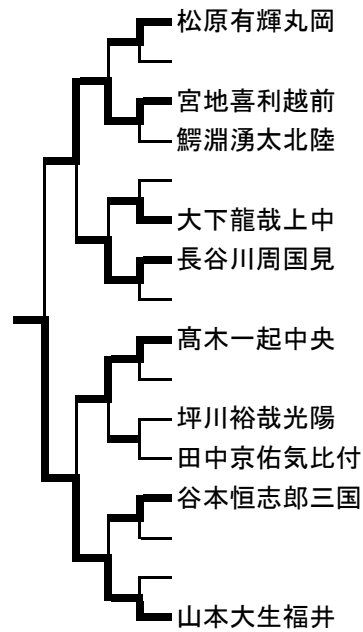 松原有輝丸岡
宮地喜利越前
鰐淵湧太北陸
大下龍哉上中
長谷川周国見
髙木一起中央
坪川裕哉光陽
田中京佑気比付
谷本恒志郎三国
山本大生福井